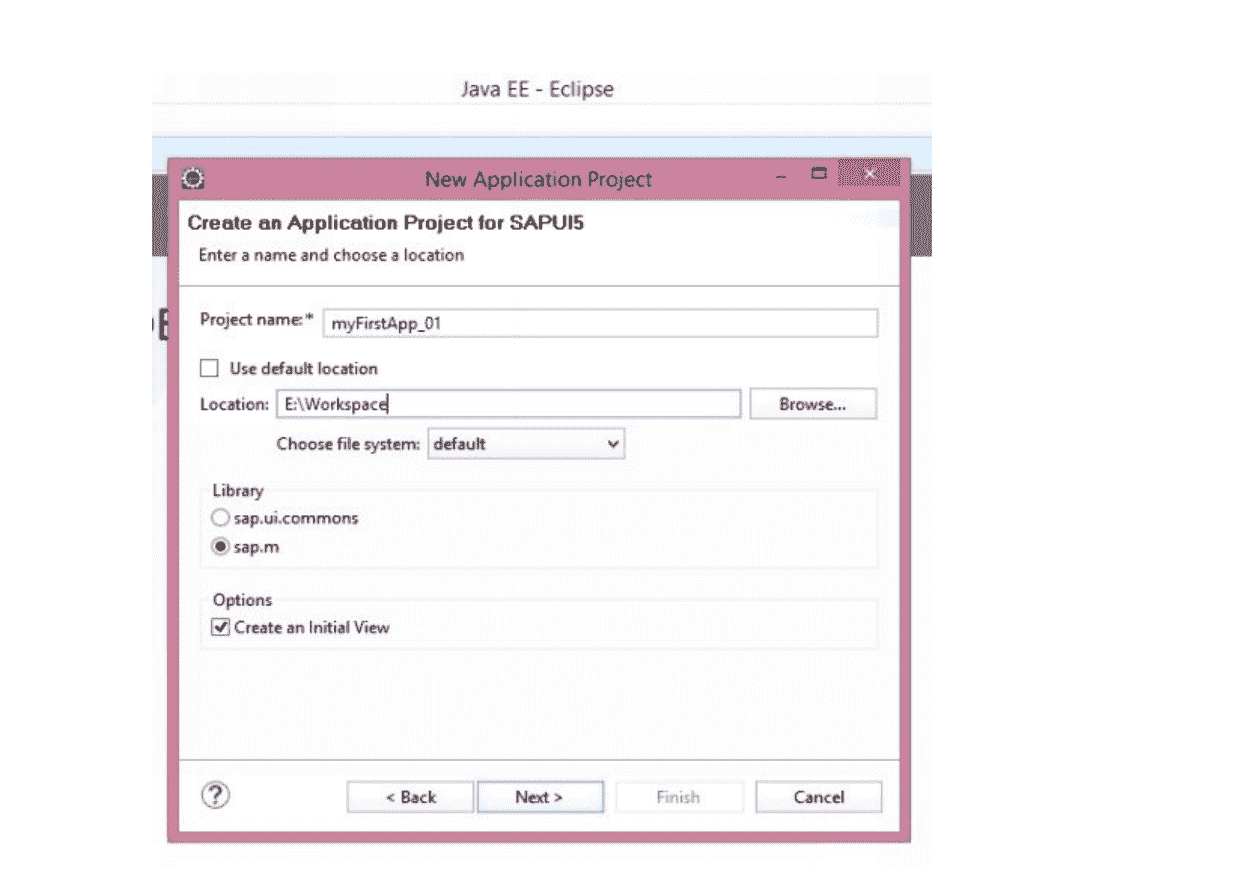 Java EE - Eclipse
New Application Project
Create an Application Project for SAPUI5
Enter a name and choose a location
Project name:* myFirstApp_01
Use default location
Location: E:\Workspace Browse...
Choose file system: default
Library
sap.ui.commons
sap.m
Options
Create an Initial View
? < Back Next > Finish Cancel